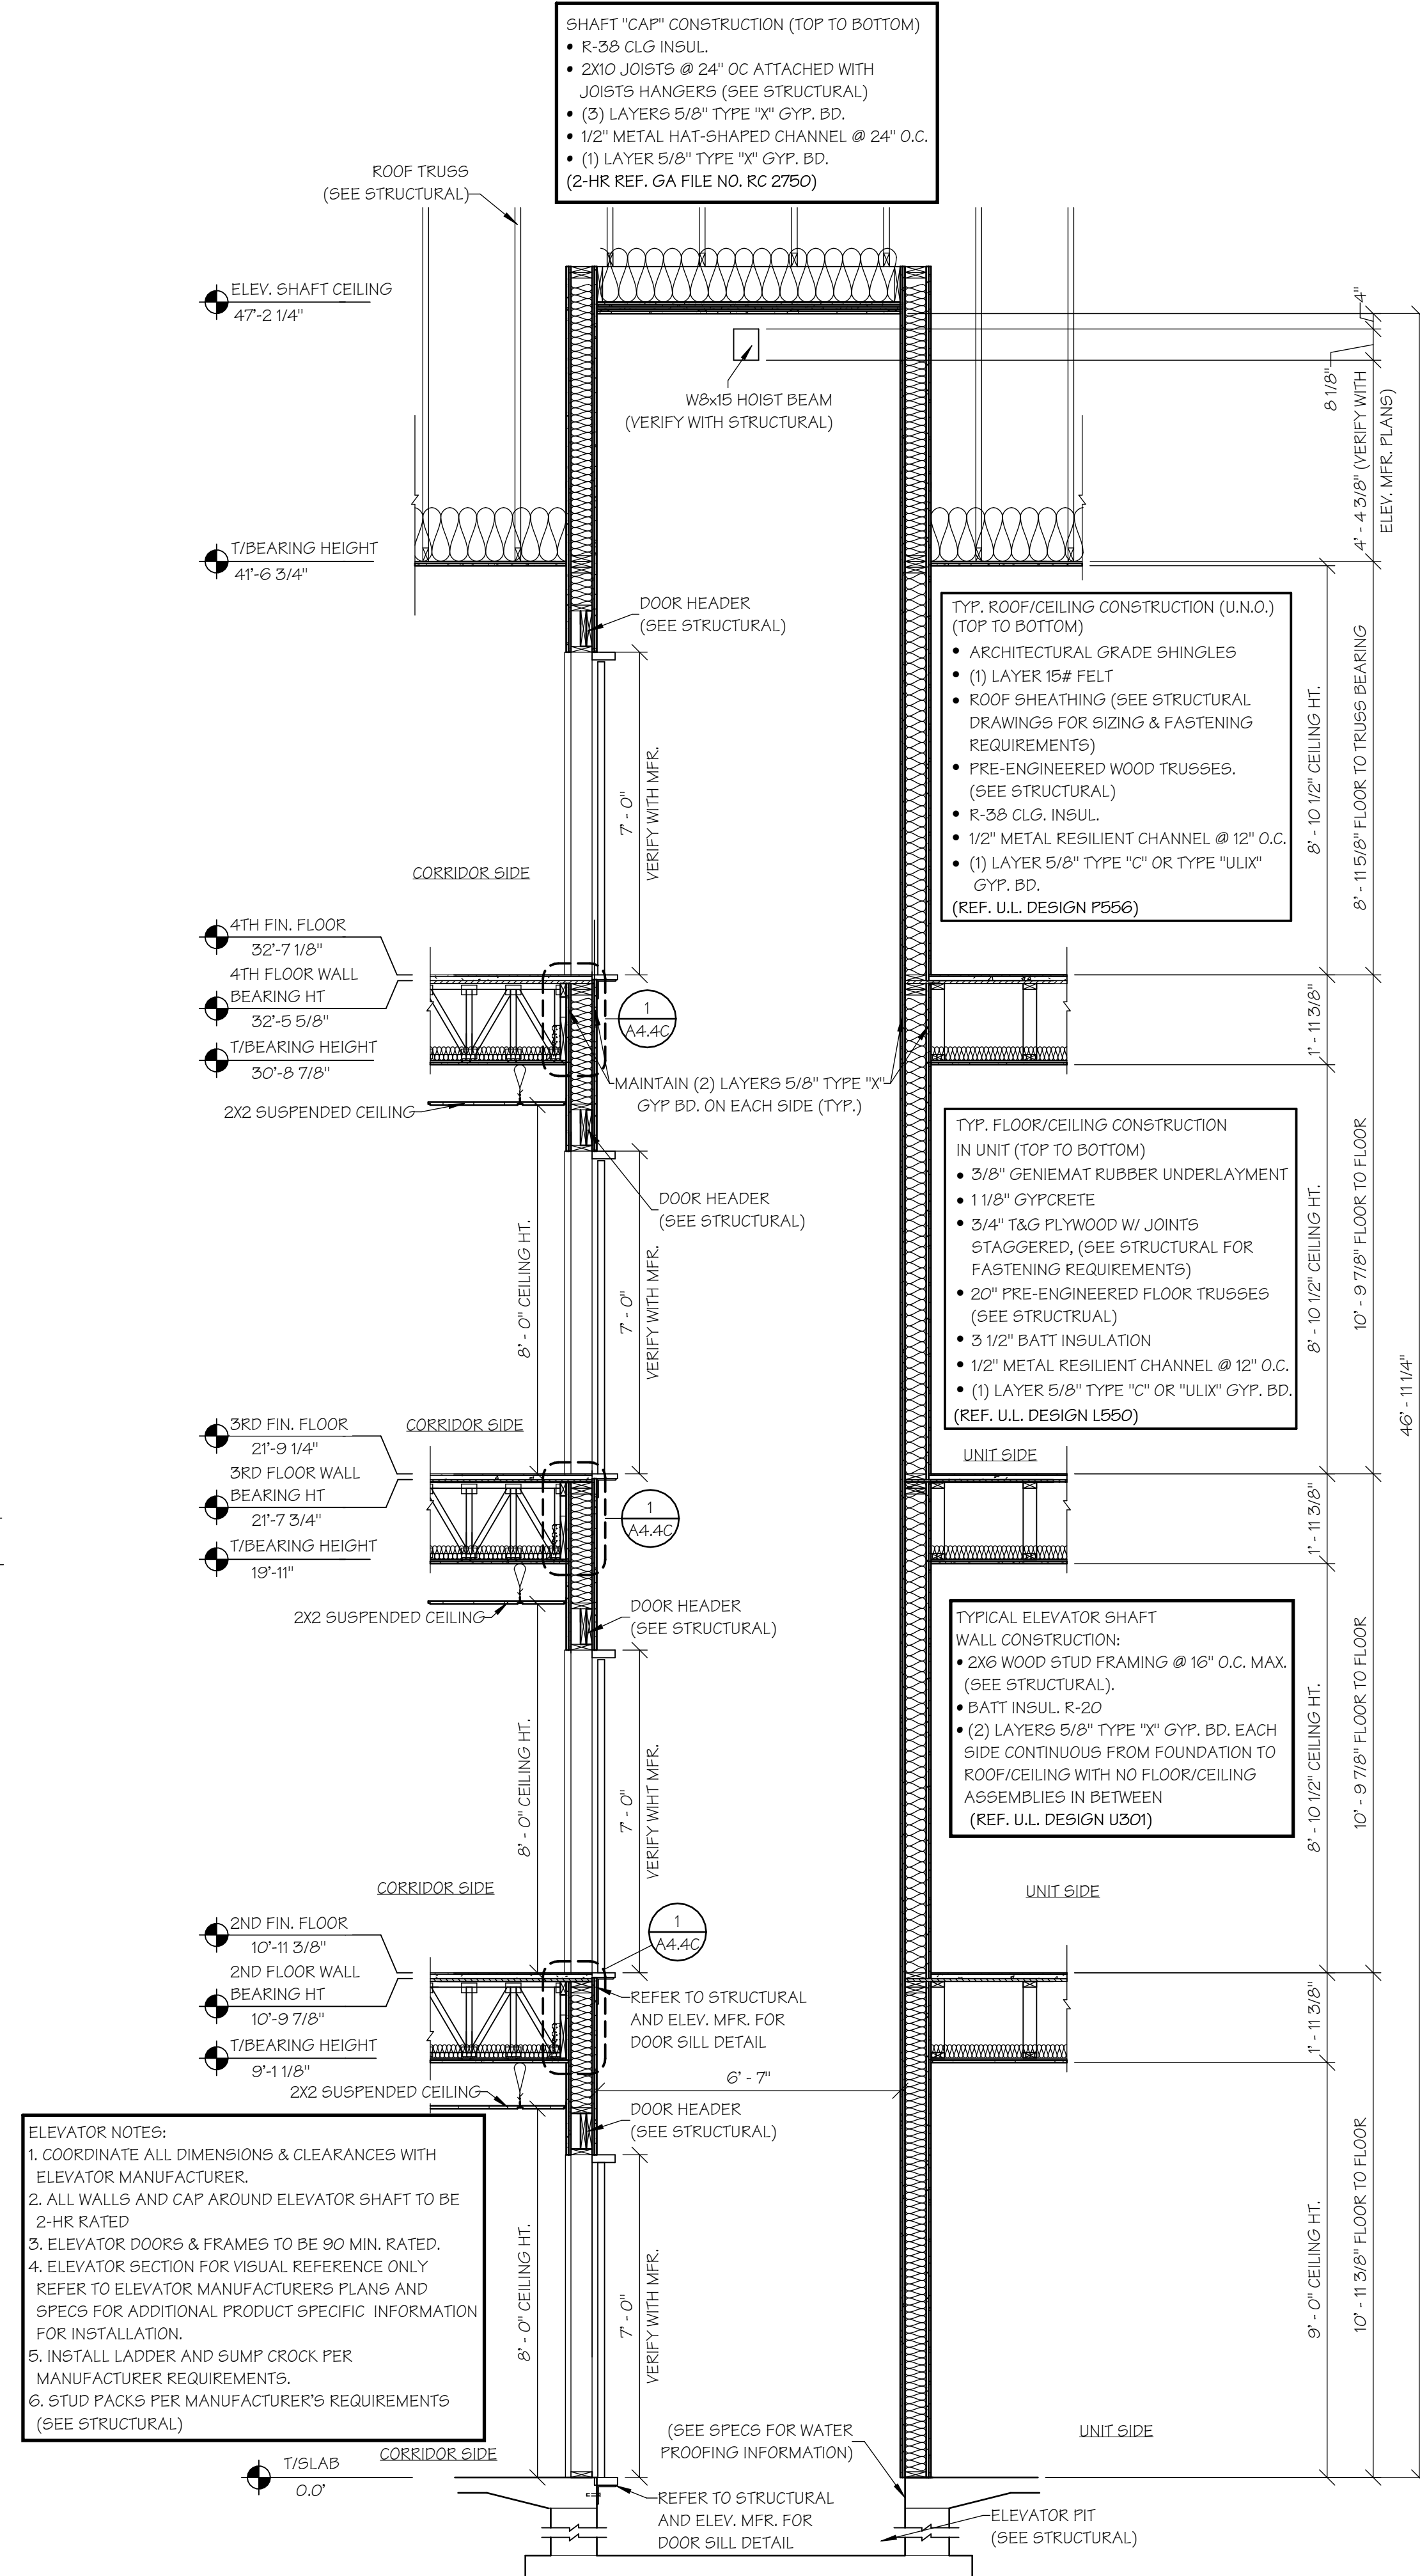 SHAFT "CAP" CONSTRUCTION (TOP TO BOTTOM)
• R-38 CLG INSUL.
• 2X10 JOISTS @ 24" OC ATTACHED WITH
JOISTS HANGERS (SEE STRUCTURAL)
• (3) LAYERS 5/8" TYPE "X" GYP. BD.
• 1/2" METAL HAT-SHAPED CHANNEL @ 24" O.C.
• (1) LAYER 5/8" TYPE "X" GYP. BD.
(2-HR REF. GA FILE NO. RC 2750)
ROOF TRUSS
(SEE STRUCTURAL)
ELEV. SHAFT CEILING
47'-2 1/4"
4"
8 1/8"
4' - 4 3/8" (VERIFY WITH
ELEV. MFR. PLANS)
W8x15 HOIST BEAM
(VERIFY WITH STRUCTURAL)
T/BEARING HEIGHT
41'-6 3/4"
DOOR HEADER
(SEE STRUCTURAL)
TYP. ROOF/CEILING CONSTRUCTION (U.N.O.)
(TOP TO BOTTOM)
• ARCHITECTURAL GRADE SHINGLES
• (1) LAYER 15# FELT
• ROOF SHEATHING (SEE STRUCTURAL
DRAWINGS FOR SIZING & FASTENING
REQUIREMENTS)
• PRE-ENGINEERED WOOD TRUSSES.
(SEE STRUCTURAL)
• R-38 CLG. INSUL.
• 1/2" METAL RESILIENT CHANNEL @ 12" O.C.
• (1) LAYER 5/8" TYPE "C" OR TYPE "ULIX"
GYP. BD.
(REF. U.L. DESIGN P556)
7' - 0"
VERIFY WITH MFR.
8' - 10 1/2" CEILING HT.
8' - 11 5/8" FLOOR TO TRUSS BEARING
CORRIDOR SIDE
4TH FIN. FLOOR
32'-7 1/8"
4TH FLOOR WALL
BEARING HT
32'-5 5/8"
T/BEARING HEIGHT
30'-8 7/8"
1
A4.4C
1' - 11 3/8"
MAINTAIN (2) LAYERS 5/8" TYPE "X"
GYP BD. ON EACH SIDE (TYP.)
2X2 SUSPENDED CEILING
DOOR HEADER
(SEE STRUCTURAL)
TYP. FLOOR/CEILING CONSTRUCTION
IN UNIT (TOP TO BOTTOM)
• 3/8" GENIEMAT RUBBER UNDERLAYMENT
• 1 1/8" GYPCRETE
• 3/4" T&G PLYWOOD W/ JOINTS
STAGGERED, (SEE STRUCTURAL FOR
FASTENING REQUIREMENTS)
• 20" PRE-ENGINEERED FLOOR TRUSSES
(SEE STRUCTRUAL)
• 3 1/2" BATT INSULATION
• 1/2" METAL RESILIENT CHANNEL @ 12" O.C.
• (1) LAYER 5/8" TYPE "C" OR "ULIX" GYP. BD.
(REF. U.L. DESIGN L550)
8' - 0" CEILING HT.
7' - 0"
VERIFY WITH MFR.
8' - 10 1/2" CEILING HT.
10' - 9 7/8" FLOOR TO FLOOR
46' - 11 1/4"
3RD FIN. FLOOR
21'-9 1/4"
3RD FLOOR WALL
BEARING HT
21'-7 3/4"
T/BEARING HEIGHT
19'-11"
CORRIDOR SIDE
UNIT SIDE
1
A4.4C
1' - 11 3/8"
2X2 SUSPENDED CEILING
DOOR HEADER
(SEE STRUCTURAL)
TYPICAL ELEVATOR SHAFT
WALL CONSTRUCTION:
• 2X6 WOOD STUD FRAMING @ 16" O.C. MAX.
(SEE STRUCTURAL).
• BATT INSUL. R-20
• (2) LAYERS 5/8" TYPE "X" GYP. BD. EACH
SIDE CONTINUOUS FROM FOUNDATION TO
ROOF/CEILING WITH NO FLOOR/CEILING
ASSEMBLIES IN BETWEEN
(REF. U.L. DESIGN U301)
8' - 0" CEILING HT.
7' - 0"
VERIFY WIHT MFR.
8' - 10 1/2" CEILING HT.
10' - 9 7/8" FLOOR TO FLOOR
CORRIDOR SIDE
UNIT SIDE
2ND FIN. FLOOR
10'-11 3/8"
2ND FLOOR WALL
BEARING HT
10'-9 7/8"
T/BEARING HEIGHT
9'-1 1/8"
1
A4.4C
REFER TO STRUCTURAL
AND ELEV. MFR. FOR
DOOR SILL DETAIL
1' - 11 3/8"
6' - 7"
2X2 SUSPENDED CEILING
DOOR HEADER
(SEE STRUCTURAL)
ELEVATOR NOTES:
1. COORDINATE ALL DIMENSIONS & CLEARANCES WITH
ELEVATOR MANUFACTURER.
2. ALL WALLS AND CAP AROUND ELEVATOR SHAFT TO BE
2-HR RATED
3. ELEVATOR DOORS & FRAMES TO BE 90 MIN. RATED.
4. ELEVATOR SECTION FOR VISUAL REFERENCE ONLY
REFER TO ELEVATOR MANUFACTURERS PLANS AND
SPECS FOR ADDITIONAL PRODUCT SPECIFIC INFORMATION
FOR INSTALLATION.
5. INSTALL LADDER AND SUMP CROCK PER
MANUFACTURER REQUIREMENTS.
6. STUD PACKS PER MANUFACTURER'S REQUIREMENTS
(SEE STRUCTURAL)
8' - 0" CEILING HT.
7' - 0"
VERIFY WITH MFR.
9' - 0" CEILING HT.
10' - 11 3/8" FLOOR TO FLOOR
(SEE SPECS FOR WATER
PROOFING INFORMATION)
UNIT SIDE
CORRIDOR SIDE
T/SLAB
0.0'
REFER TO STRUCTURAL
AND ELEV. MFR. FOR
DOOR SILL DETAIL
ELEVATOR PIT
(SEE STRUCTURAL)